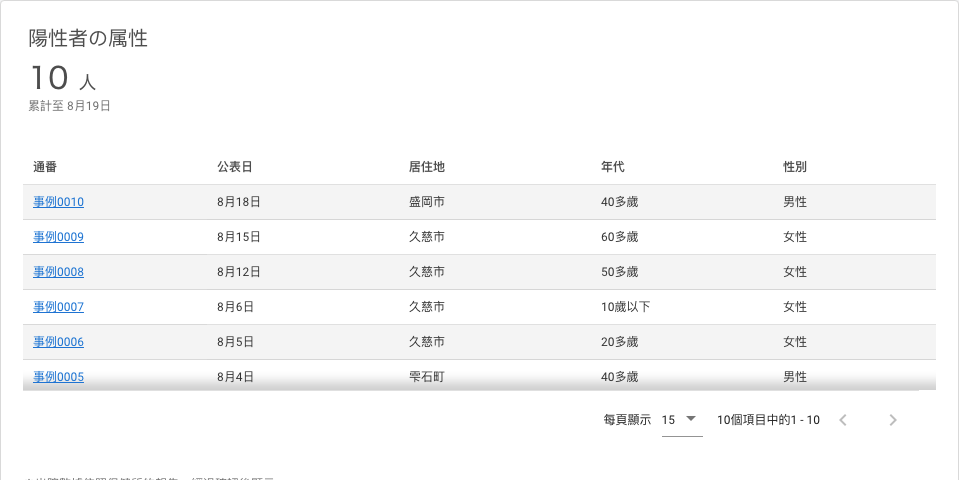 陽性者の属性
10 人
累計至 8月19日
通番 公表日 居住地 年代 性別
事例0010 8月18日 盛岡市 40多歲 男性
事例0009 8月15日 久慈市 60多歲 女性
事例0008 8月12日 久慈市 50多歲 女性
事例0007 8月6日 久慈市 10歲以下 女性
事例0006 8月5日 久慈市 20多歲 女性
事例0005 8月4日 雫石町 40多歲 男性
每頁顯示 15 10個項目中的1 - 10